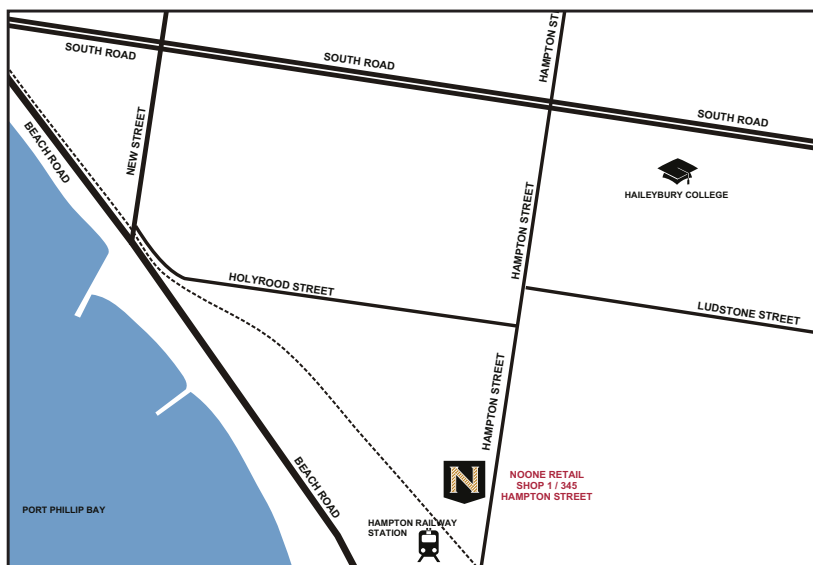 HAMPTON ST
SOUTH ROAD
SOUTH ROAD
SOUTH ROAD
BEACH ROAD
NEW STREET
HAILEYBURY COLLEGE
HAMPTON STREET
HOLYROOD STREET
LUDSTONE STREET
HAMPTON STREET
N
NOONE RETAIL
SHOP 1 / 345
HAMPTON STREET
BEACH ROAD
PORT PHILLIP BAY
HAMPTON RAILWAY
STATION